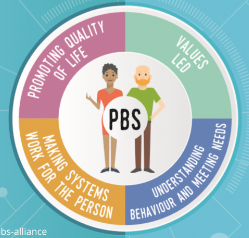 PROMOTING QUALITY
OF LIFE
VALUES
LED
PBS
MAKING SYSTEMS
WORK FOR THE PERSON
UNDERSTANDING
BEHAVIOUR AND MEETING NEEDS
bs-alliance